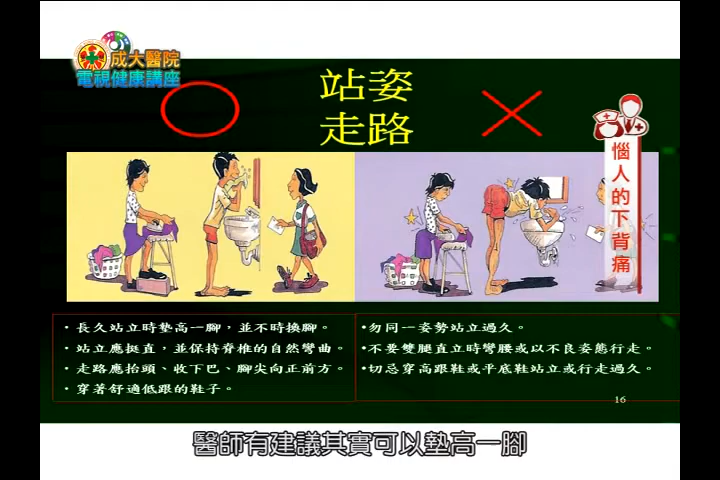 成大醫院
電視健康講座
站姿
走路
惱人的下背痛
・長久站立時墊高一腳，並不時換腳。
・站立應挺直，並保持脊椎的自然彎曲。
・走路應抬頭、收下巴、腳尖向正前方。
・穿著舒適低跟的鞋子。
•勿同一姿勢站立過久。
•不要雙腿直立時彎腰或以不良姿態行走。
•切忌穿高跟鞋或平底鞋站立或行走過久。
16
醫師有建議其實可以墊高一腳